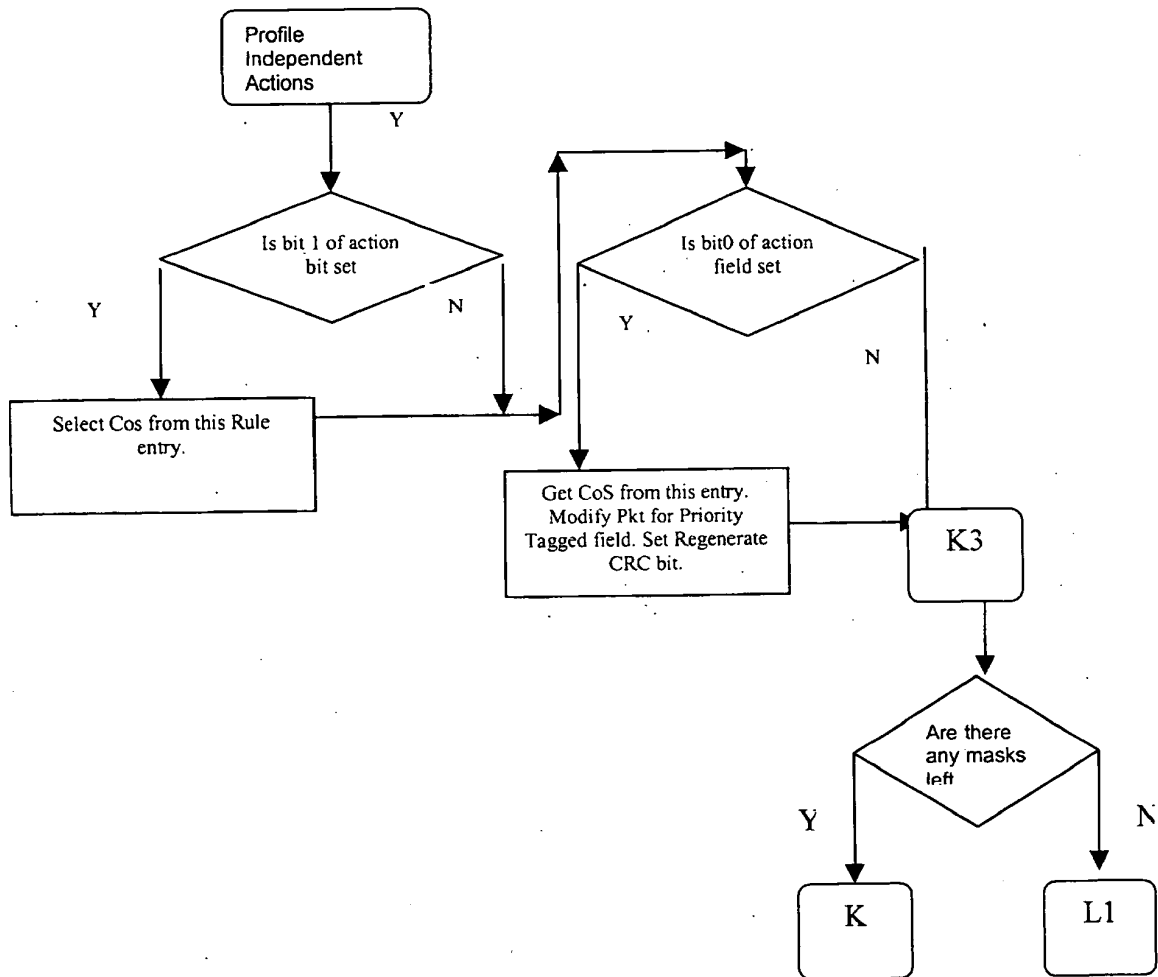 Profile
Independent
Actions
Y
Is bit 1 of action
bit set
Is bit0 of action
field set
Y
N
Y
N
Select Cos from this Rule
entry.
Get CoS from this entry.
Modify Pkt for Priority
Tagged field. Set Regenerate
CRC bit.
K3
Are there
any masks
left
Y
N
K
L1